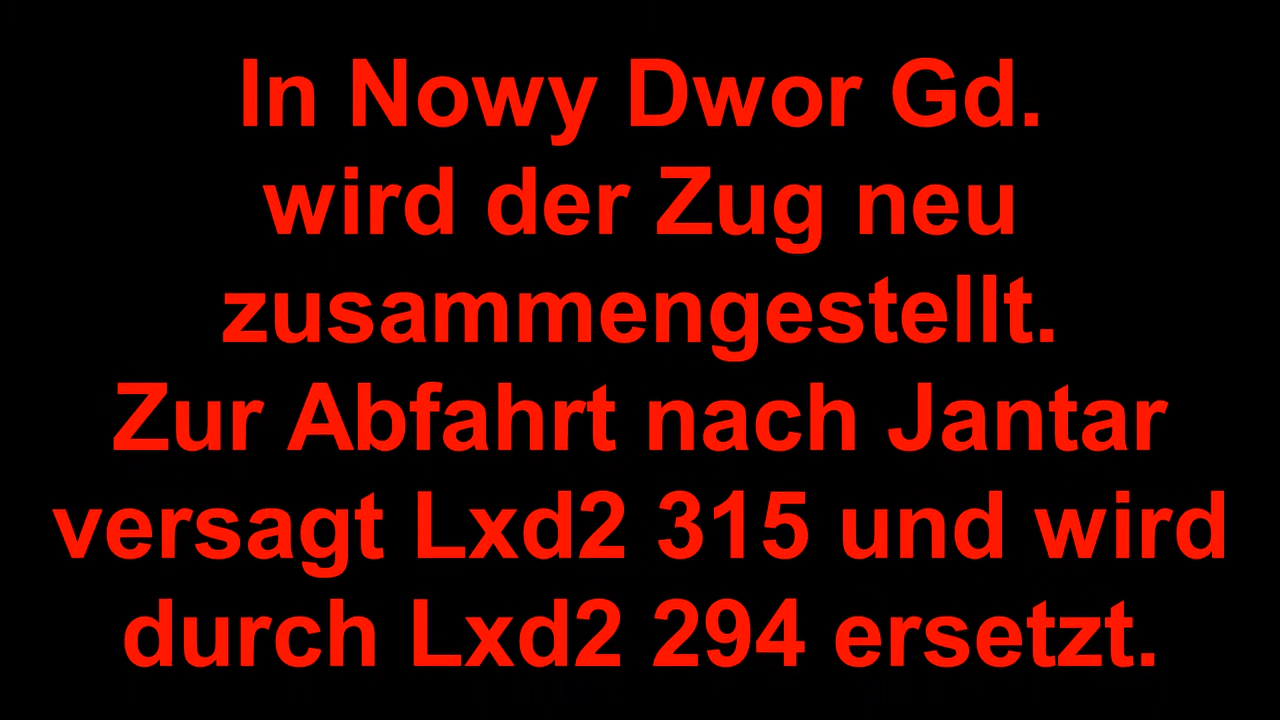 In Nowy Dwor Gd.
wird der Zug neu
zusammengestellt.
Zur Abfahrt nach Jantar
versagt Lxd2 315 und wird
durch Lxd2 294 ersetzt.